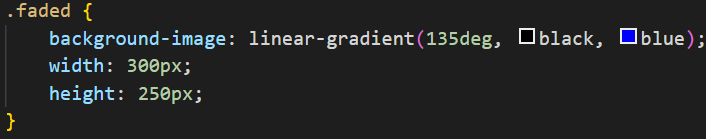 .faded {
    background-image: linear-gradient(135deg, black, blue);
    width: 300px;
    height: 250px;
}